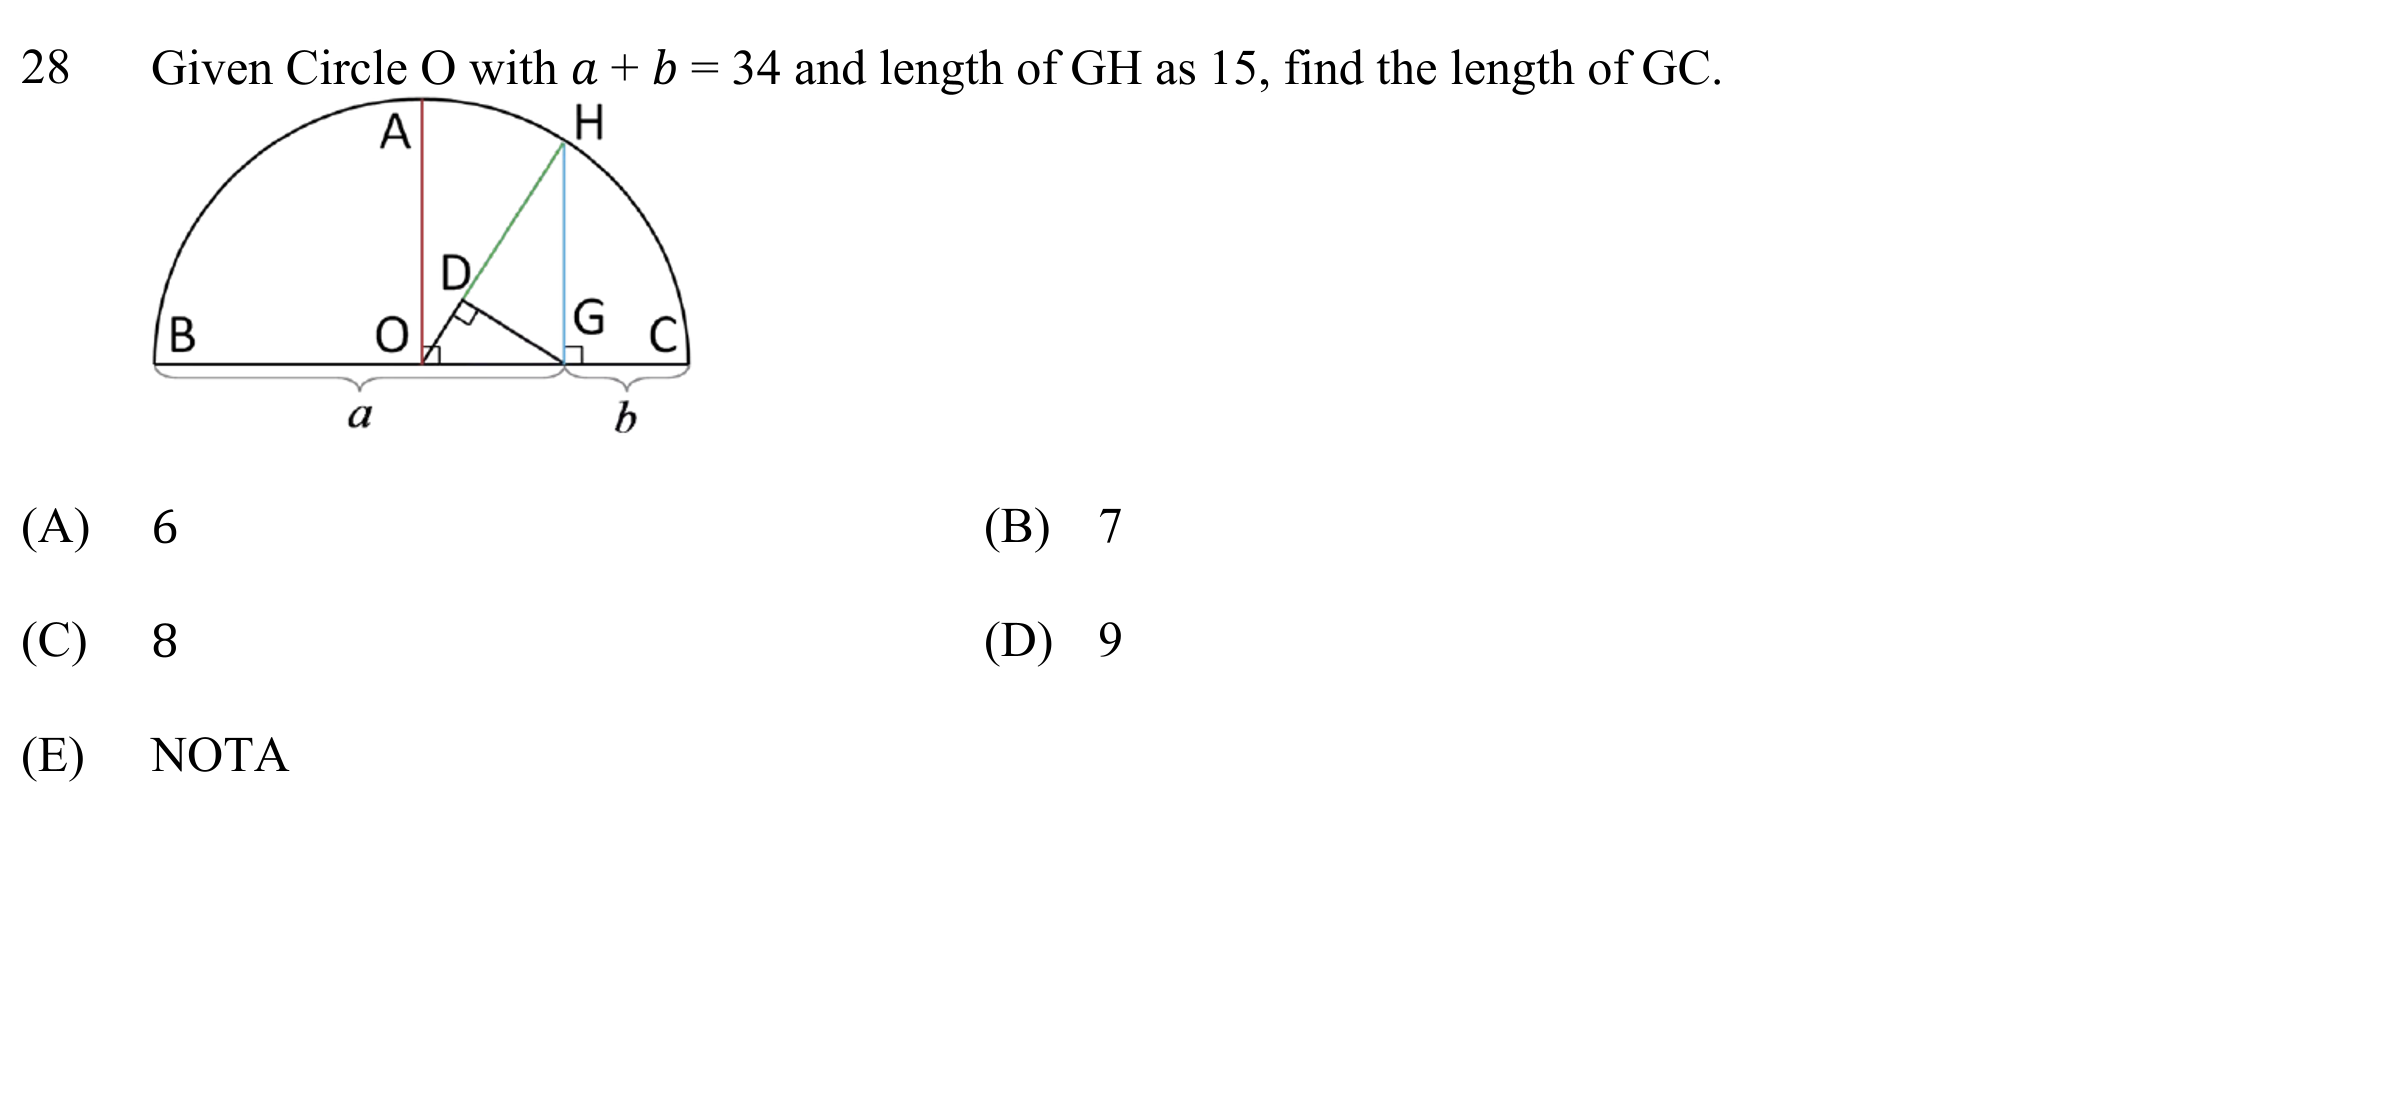 28 Given Circle O with a + b = 34 and length of GH as 15, find the length of GC.
A H
D
B O G C
a b
(A) 6 (B) 7
(C) 8 (D) 9
(E) NOTA